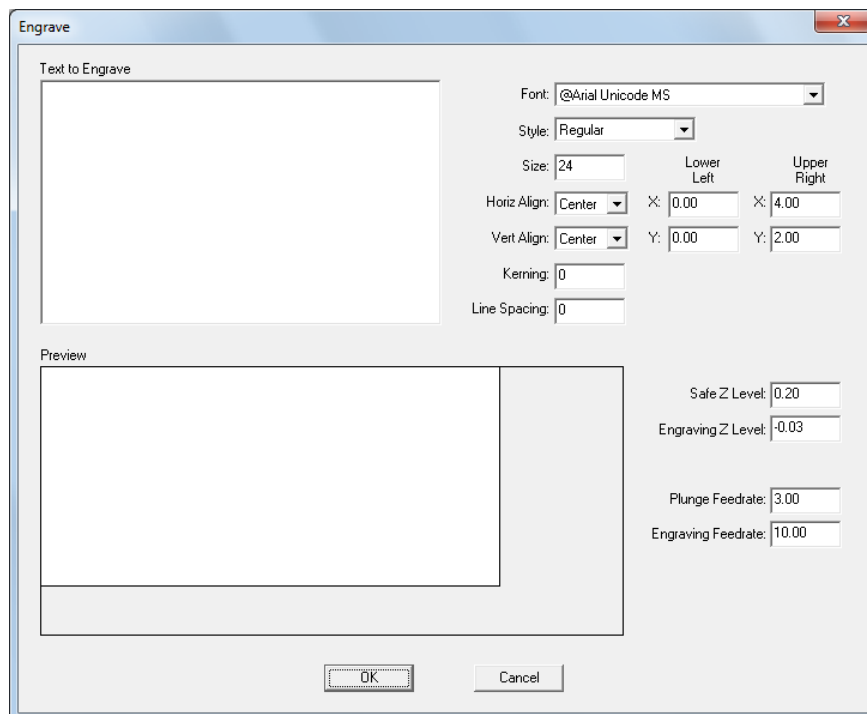 Engrave
Text to Engrave
Font: @Arial Unicode MS
Style: Regular
Size: 24
Lower Left
Upper Right
Horiz Align: Center
X: 0.00
X: 4.00
Vert Align: Center
Y: 0.00
Y: 2.00
Kerning: 0
Line Spacing: 0
Preview
Safe Z Level: 0.20
Engraving Z Level: -0.03
Plunge Feedrate: 3.00
Engraving Feedrate: 10.00
OK
Cancel